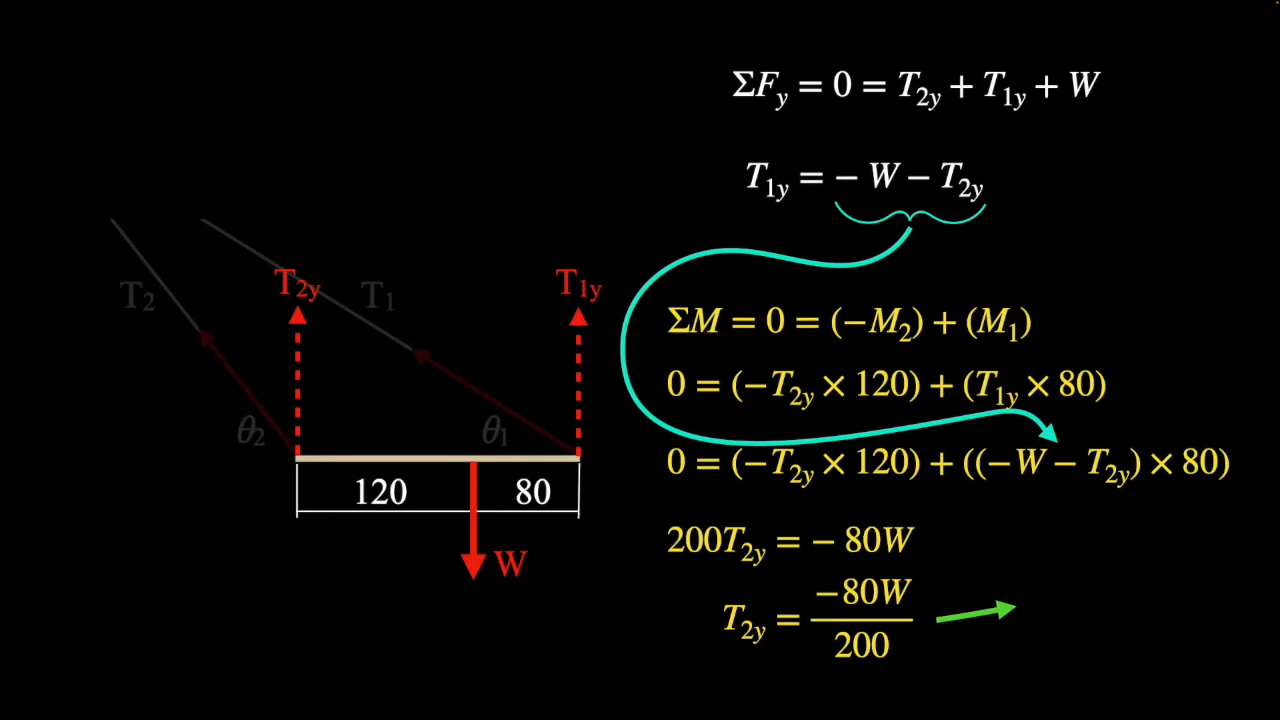 ΣF_y = 0 = T_2y + T_1y + W
T_1y = − W − T_2y
T_2
T_2y
T_1
T_1y
ΣM = 0 = (−M_2) + (M_1)
0 = (−T_2y × 120) + (T_1y × 80)
θ_2
θ_1
0 = (−T_2y × 120) + ((−W − T_2y) × 80)
120
80
W
200T_2y = − 80W
T_2y = −80W / 200